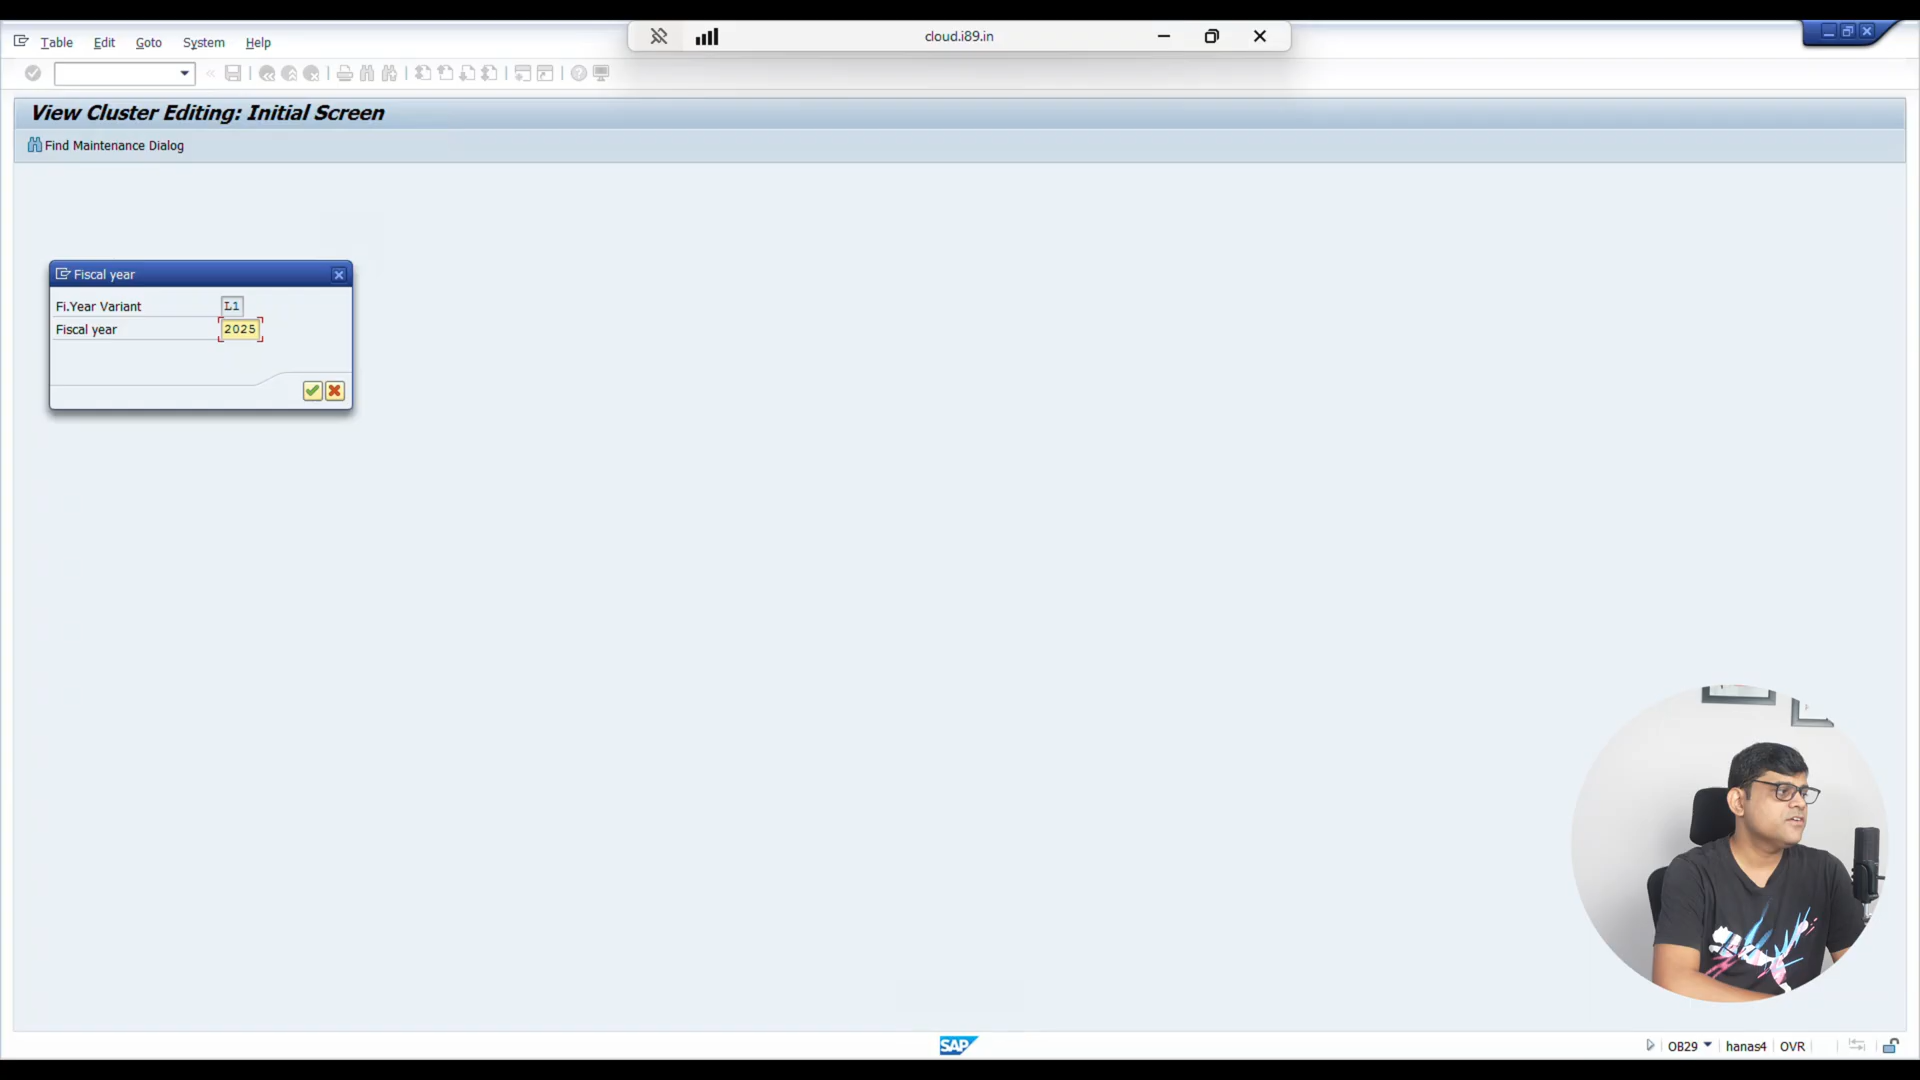 Table Edit Goto System Help
cloud.i89.in
View Cluster Editing: Initial Screen
Find Maintenance Dialog
Fiscal year
Fi.Year Variant L1
Fiscal year 2025
SAP
OB29 hanas4 OVR